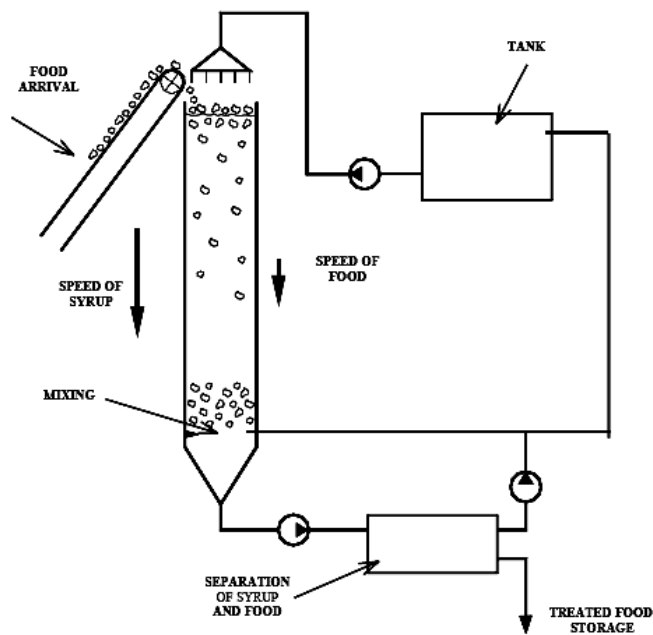 TANK
FOOD
ARRIVAL
SPEED OF
SYRUP
SPEED OF
FOOD
MIXING
SEPARATION
OF SYRUP
AND FOOD
TREATED FOOD
STORAGE